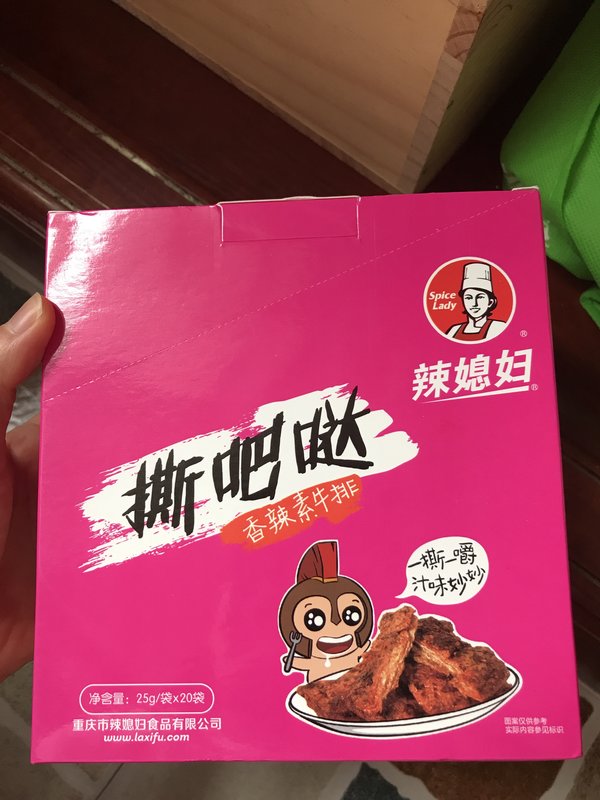 Spice
Lady
®
辣媳妇®
撕吧哒
香辣素牛排
一撕一嚼
汁味妙妙
净含量：25g/袋x20袋
重庆市辣媳妇食品有限公司
www.laxifu.com
图案仅供参考
实际内容参见标识